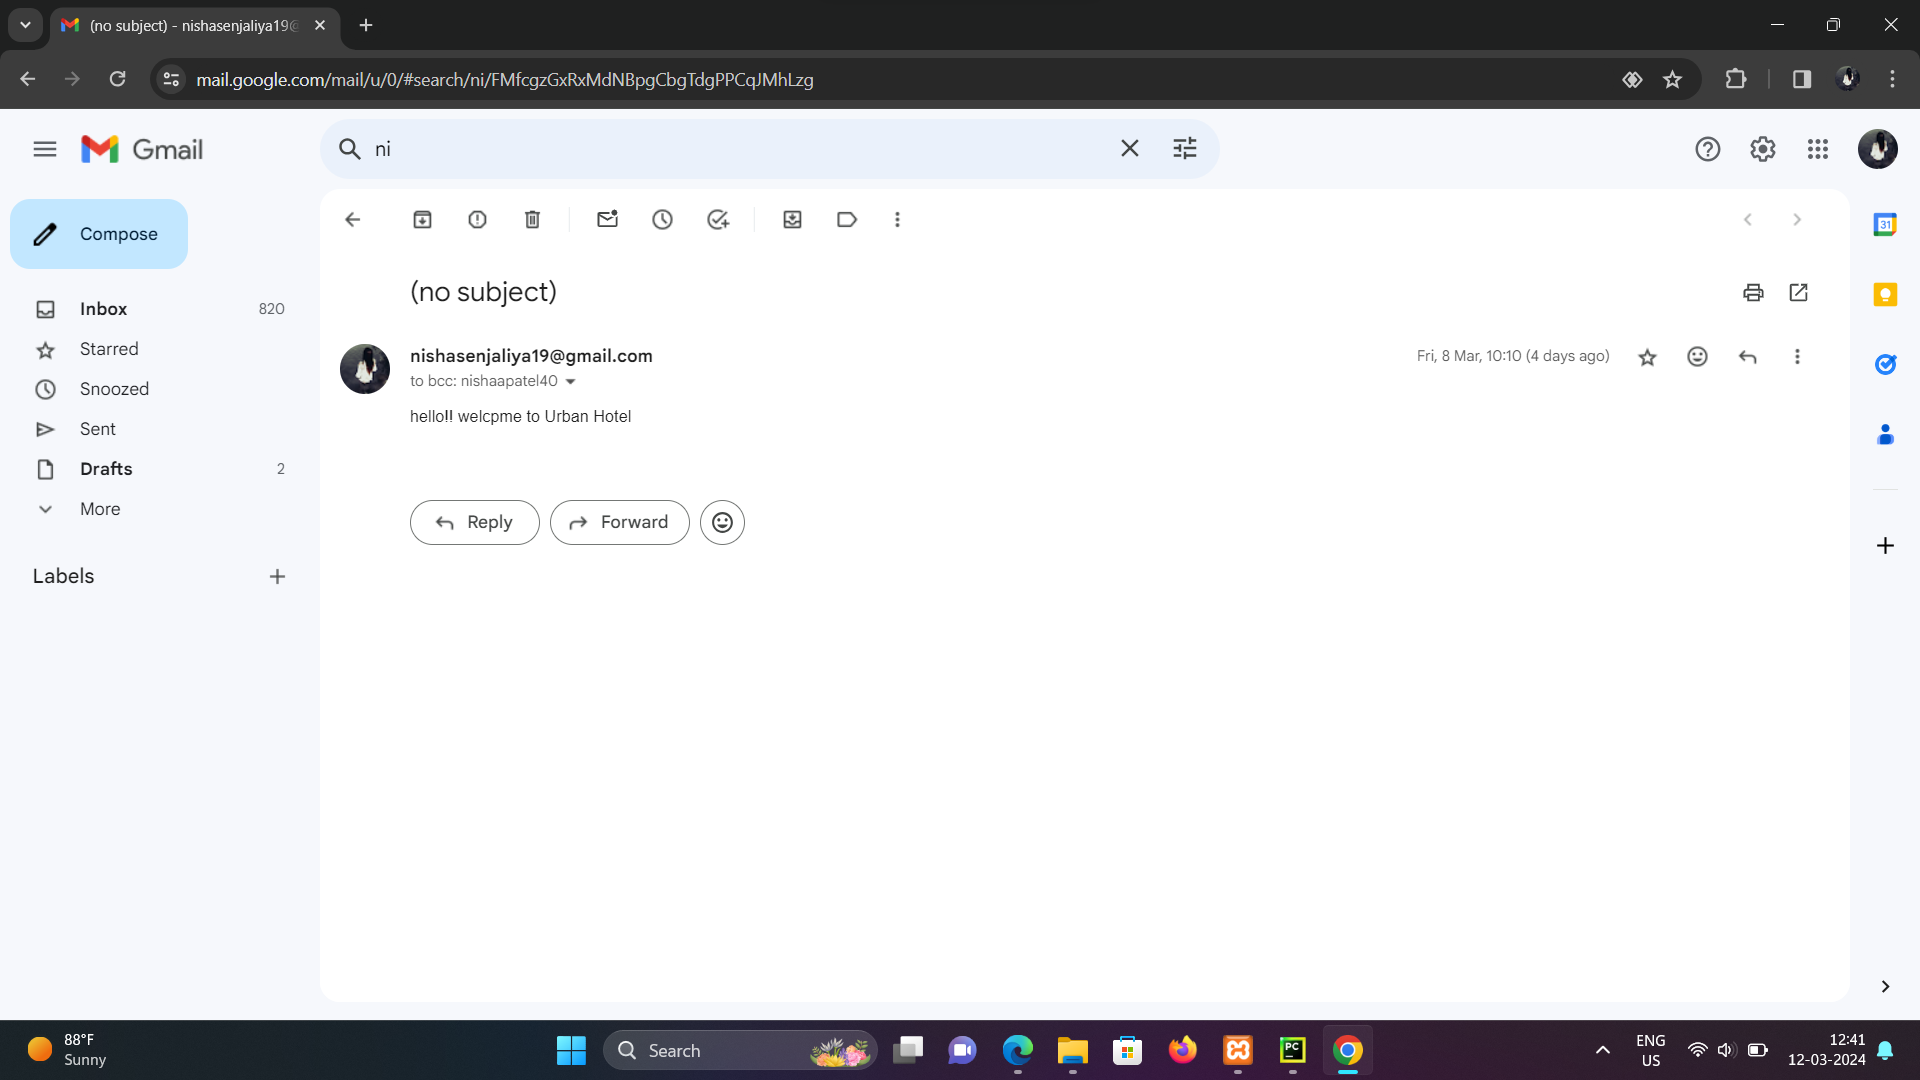 (no subject) - nishasenjaliya19@
mail.google.com/mail/u/0/#search/ni/FMfcgzGxRxMdNBpgCbgTdgPPCqJMhLzg
Gmail
ni
Compose
Inbox 820
Starred
Snoozed
Sent
Drafts 2
More
Labels
(no subject)
nishasenjaliya19@gmail.com
Fri, 8 Mar, 10:10 (4 days ago)
to bcc: nishaapatel40
hello!! welcpme to Urban Hotel
Reply
Forward
31
88°F
Sunny
Search
PC
ENG
US
12:41
12-03-2024